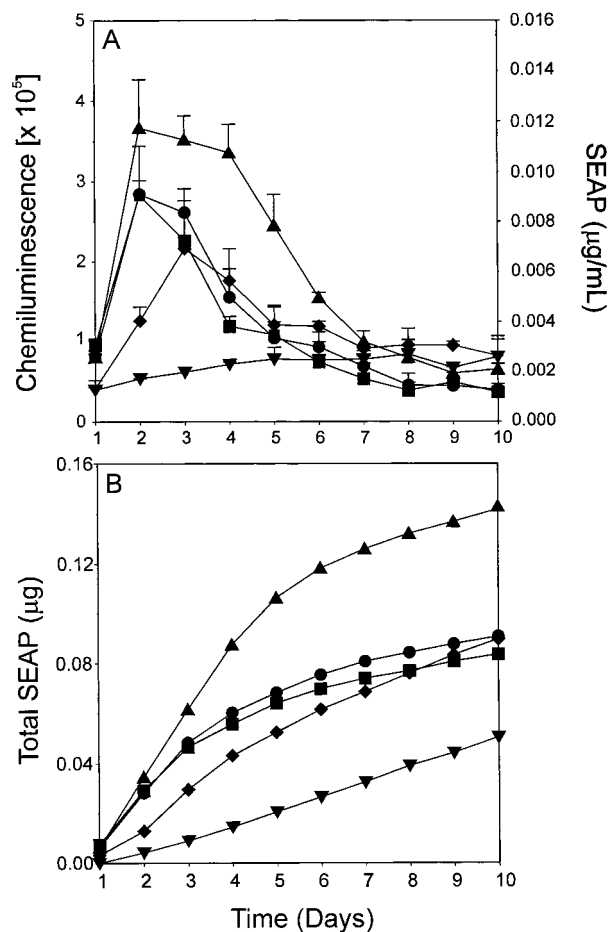 A
Chemiluminescence [x 10⁵]
5
4
3
2
1
0
SEAP (μg/mL)
0.016
0.014
0.012
0.010
0.008
0.006
0.004
0.002
0.000
1 2 3 4 5 6 7 8 9 10
B
Total SEAP (μg)
0.16
0.12
0.08
0.04
0.00
1 2 3 4 5 6 7 8 9 10
Time (Days)